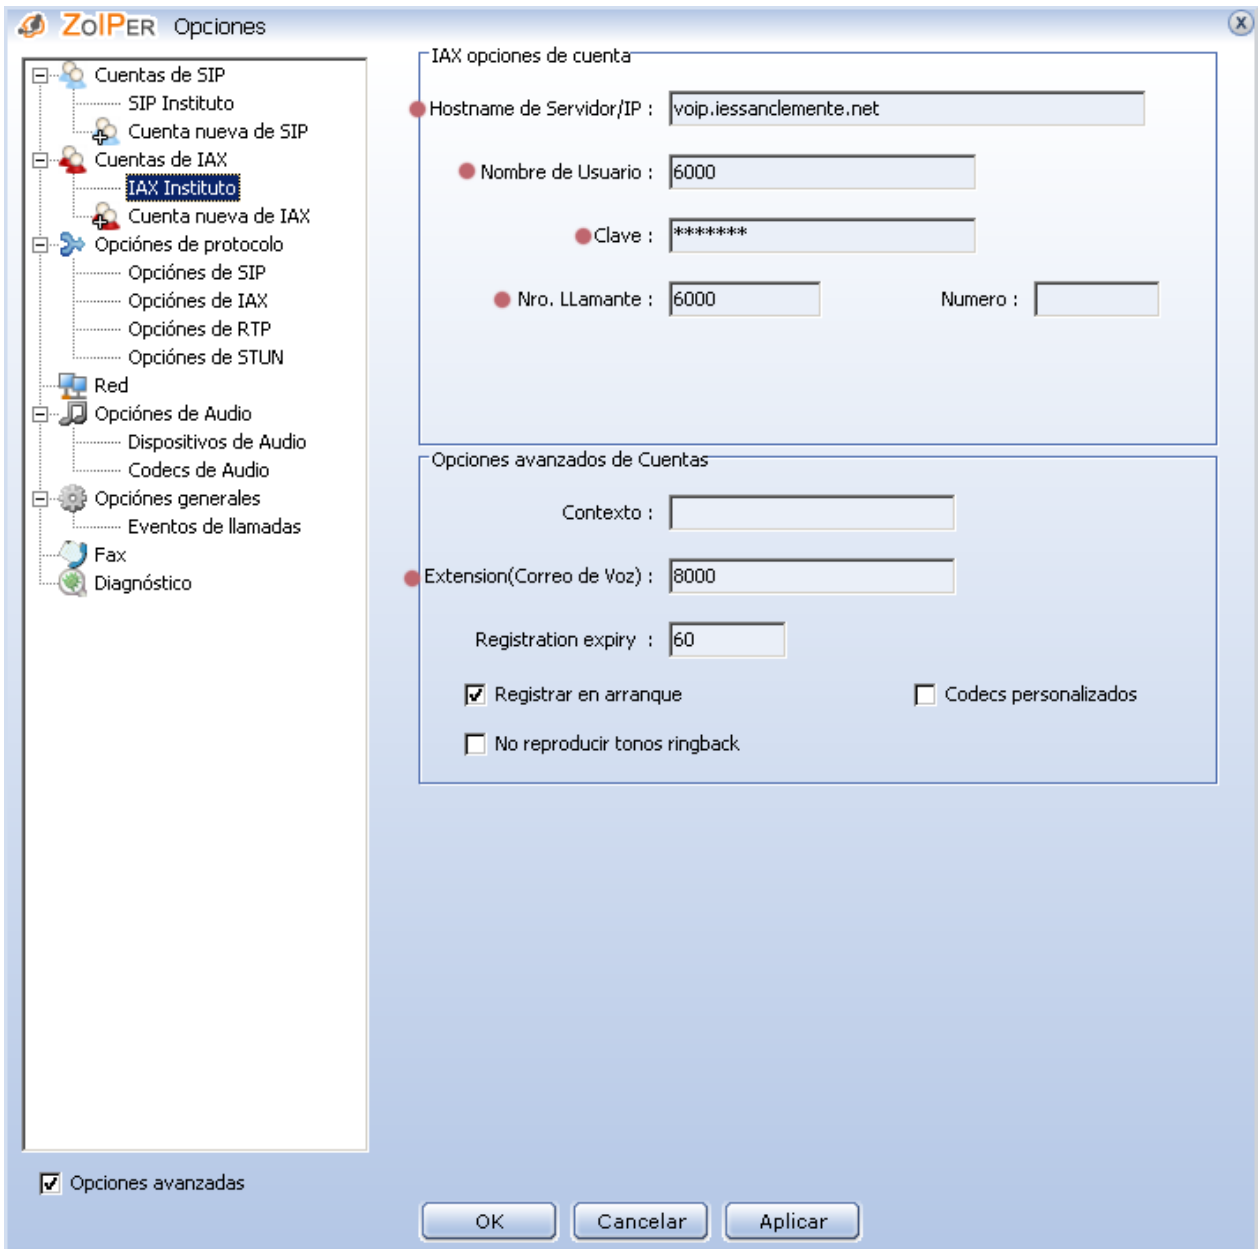 ZoIPER Opciones
Cuentas de SIP
SIP Instituto
Cuenta nueva de SIP
Cuentas de IAX
IAX Instituto
Cuenta nueva de IAX
Opciónes de protocolo
Opciónes de SIP
Opciónes de IAX
Opciónes de RTP
Opciónes de STUN
Red
Opciónes de Audio
Dispositivos de Audio
Codecs de Audio
Opciónes generales
Eventos de llamadas
Fax
Diagnóstico
Opciones avanzadas
IAX opciones de cuenta
Hostname de Servidor/IP : voip.iessanclemente.net
Nombre de Usuario : 6000
Clave : *******
Nro. LLamante : 6000 Numero :
Opciones avanzados de Cuentas
Contexto :
Extension(Correo de Voz) : 8000
Registration expiry : 60
Registrar en arranque Codecs personalizados
No reproducir tonos ringback
OK Cancelar Aplicar